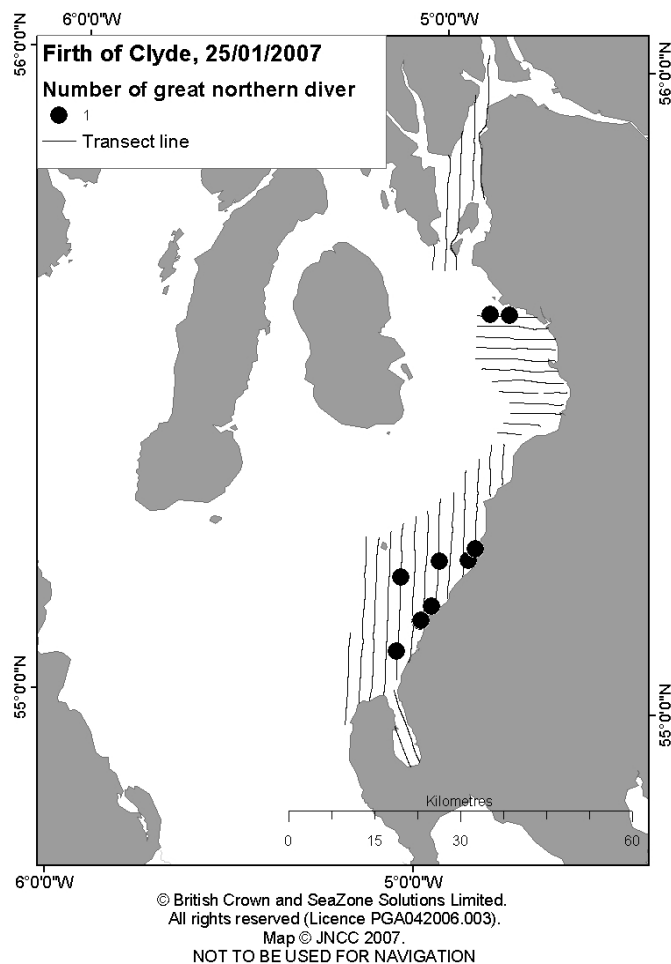 6°0'0"W
5°0'0"W
56°0'0"N
56°0'0"N
Firth of Clyde, 25/01/2007
Number of great northern diver
1
Transect line
55°0'0"N
55°0'0"N
Kilometres
0 15 30 60
6°0'0"W
5°0'0"W
© British Crown and SeaZone Solutions Limited.
All rights reserved (Licence PGA042006.003).
Map © JNCC 2007.
NOT TO BE USED FOR NAVIGATION